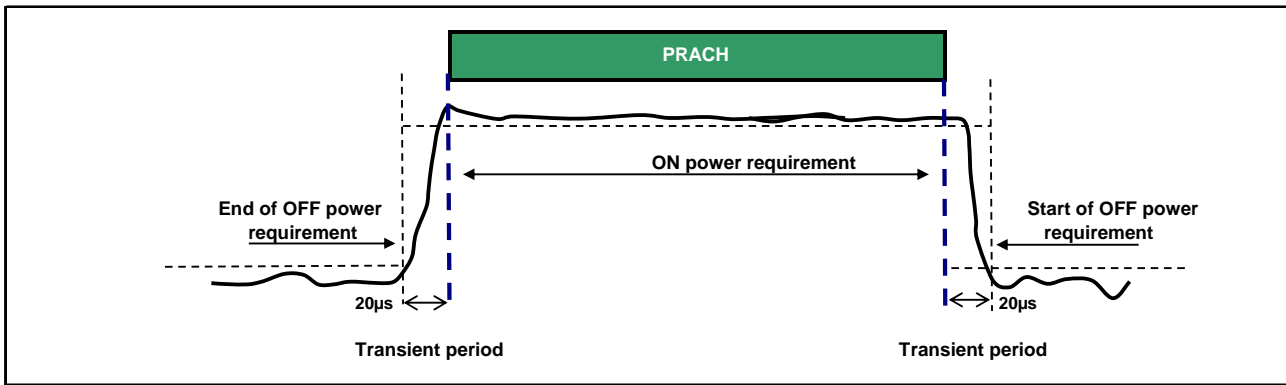 PRACH
ON power requirement
End of OFF power
requirement
Start of OFF power
requirement
20µs
20µs
Transient period
Transient period